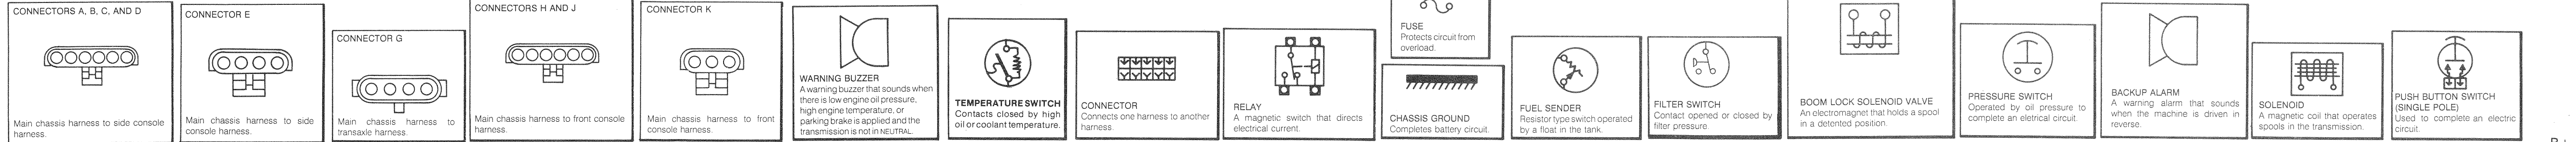 CONNECTORS A, B, C, AND D
Main chassis harness to side console
harness.
CONNECTOR E
Main chassis harness to side
console harness.
CONNECTOR G
Main chassis harness to
transaxle harness.
CONNECTORS H AND J
Main chassis harness to front console
harness.
CONNECTOR K
Main chassis harness to front
console harness.
WARNING BUZZER
A warning buzzer that sounds when
there is low engine oil pressure,
high engine temperature, or
parking brake is applied and the
transmission is not in NEUTRAL.
TEMPERATURE SWITCH
Contacts closed by high
oil or coolant temperature.
CONNECTOR
Connects one harness to another
harness.
RELAY
A magnetic switch that directs
electrical current.
FUSE
Protects circuit from
overload.
CHASSIS GROUND
Completes battery circuit.
FUEL SENDER
Resistor type switch operated
by a float in the tank.
FILTER SWITCH
Contact opened or closed by
filter pressure.
BOOM LOCK SOLENOID VALVE
An electromagnet that holds a spool
in a detented position.
PRESSURE SWITCH
Operated by oil pressure to
complete an eletrical circuit.
BACKUP ALARM
A warning alarm that sounds
when the machine is driven in
reverse.
SOLENOID
A magnetic coil that operates
spools in the transmission.
PUSH BUTTON SWITCH
(SINGLE POLE)
Used to complete an electric
circuit.